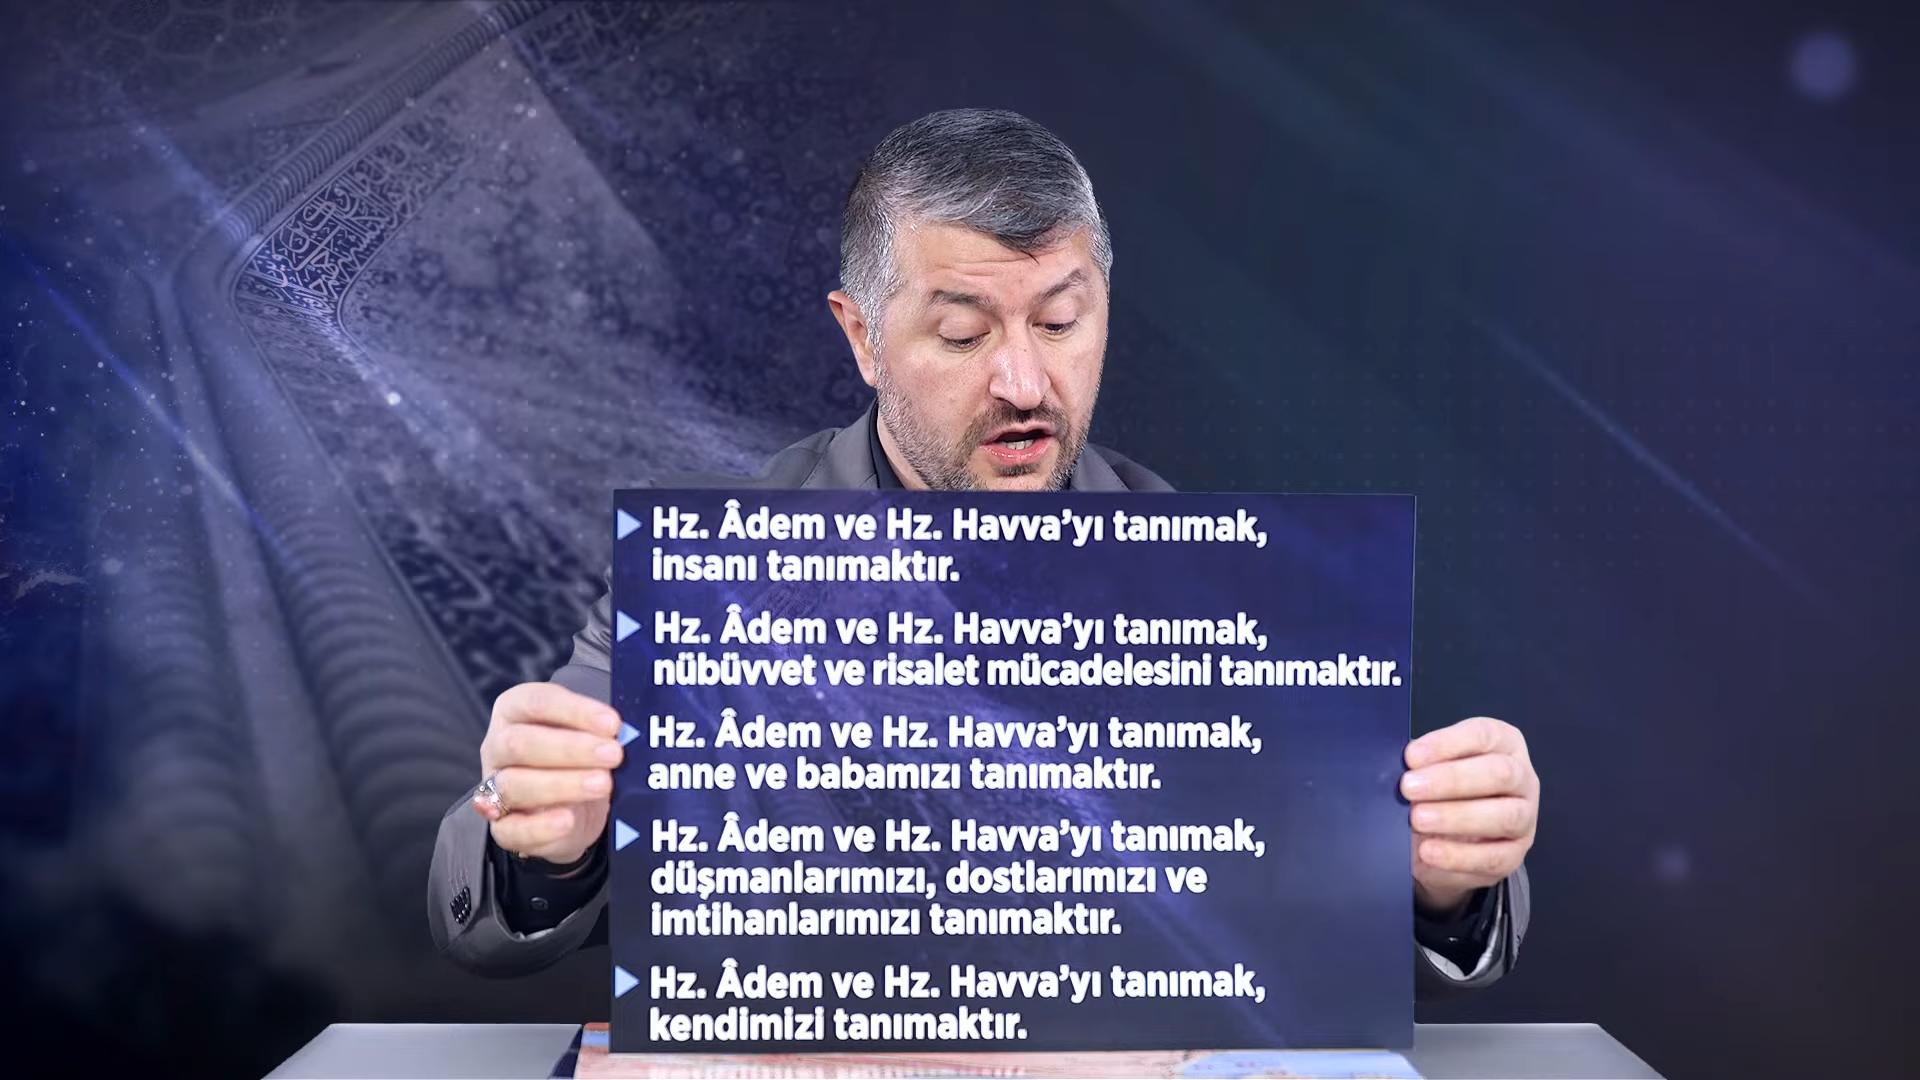 Hz. Âdem ve Hz. Havva’yı tanımak,
insanı tanımaktır.
Hz. Âdem ve Hz. Havva’yı tanımak,
nübüvvet ve risalet mücadelesini tanımaktır.
Hz. Âdem ve Hz. Havva’yı tanımak,
anne ve babamızı tanımaktır.
Hz. Âdem ve Hz. Havva’yı tanımak,
düşmanlarımızı, dostlarımızı ve
imtihanlarımızı tanımaktır.
Hz. Âdem ve Hz. Havva’yı tanımak,
kendimizi tanımaktır.